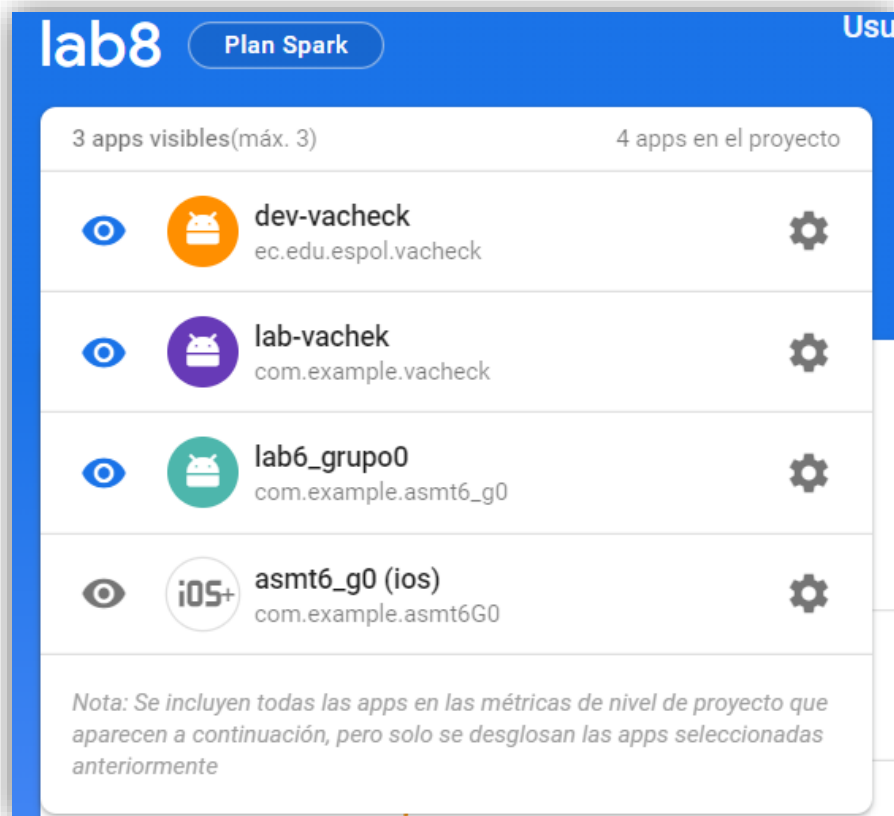 lab8 Plan Spark Usu
3 apps visibles(máx. 3) 4 apps en el proyecto
dev-vacheck
ec.edu.espol.vacheck
lab-vachek
com.example.vacheck
lab6_grupo0
com.example.asmt6_g0
iOS+ asmt6_g0 (ios)
com.example.asmt6G0
Nota: Se incluyen todas las apps en las métricas de nivel de proyecto que
aparecen a continuación, pero solo se desglosan las apps seleccionadas
anteriormente